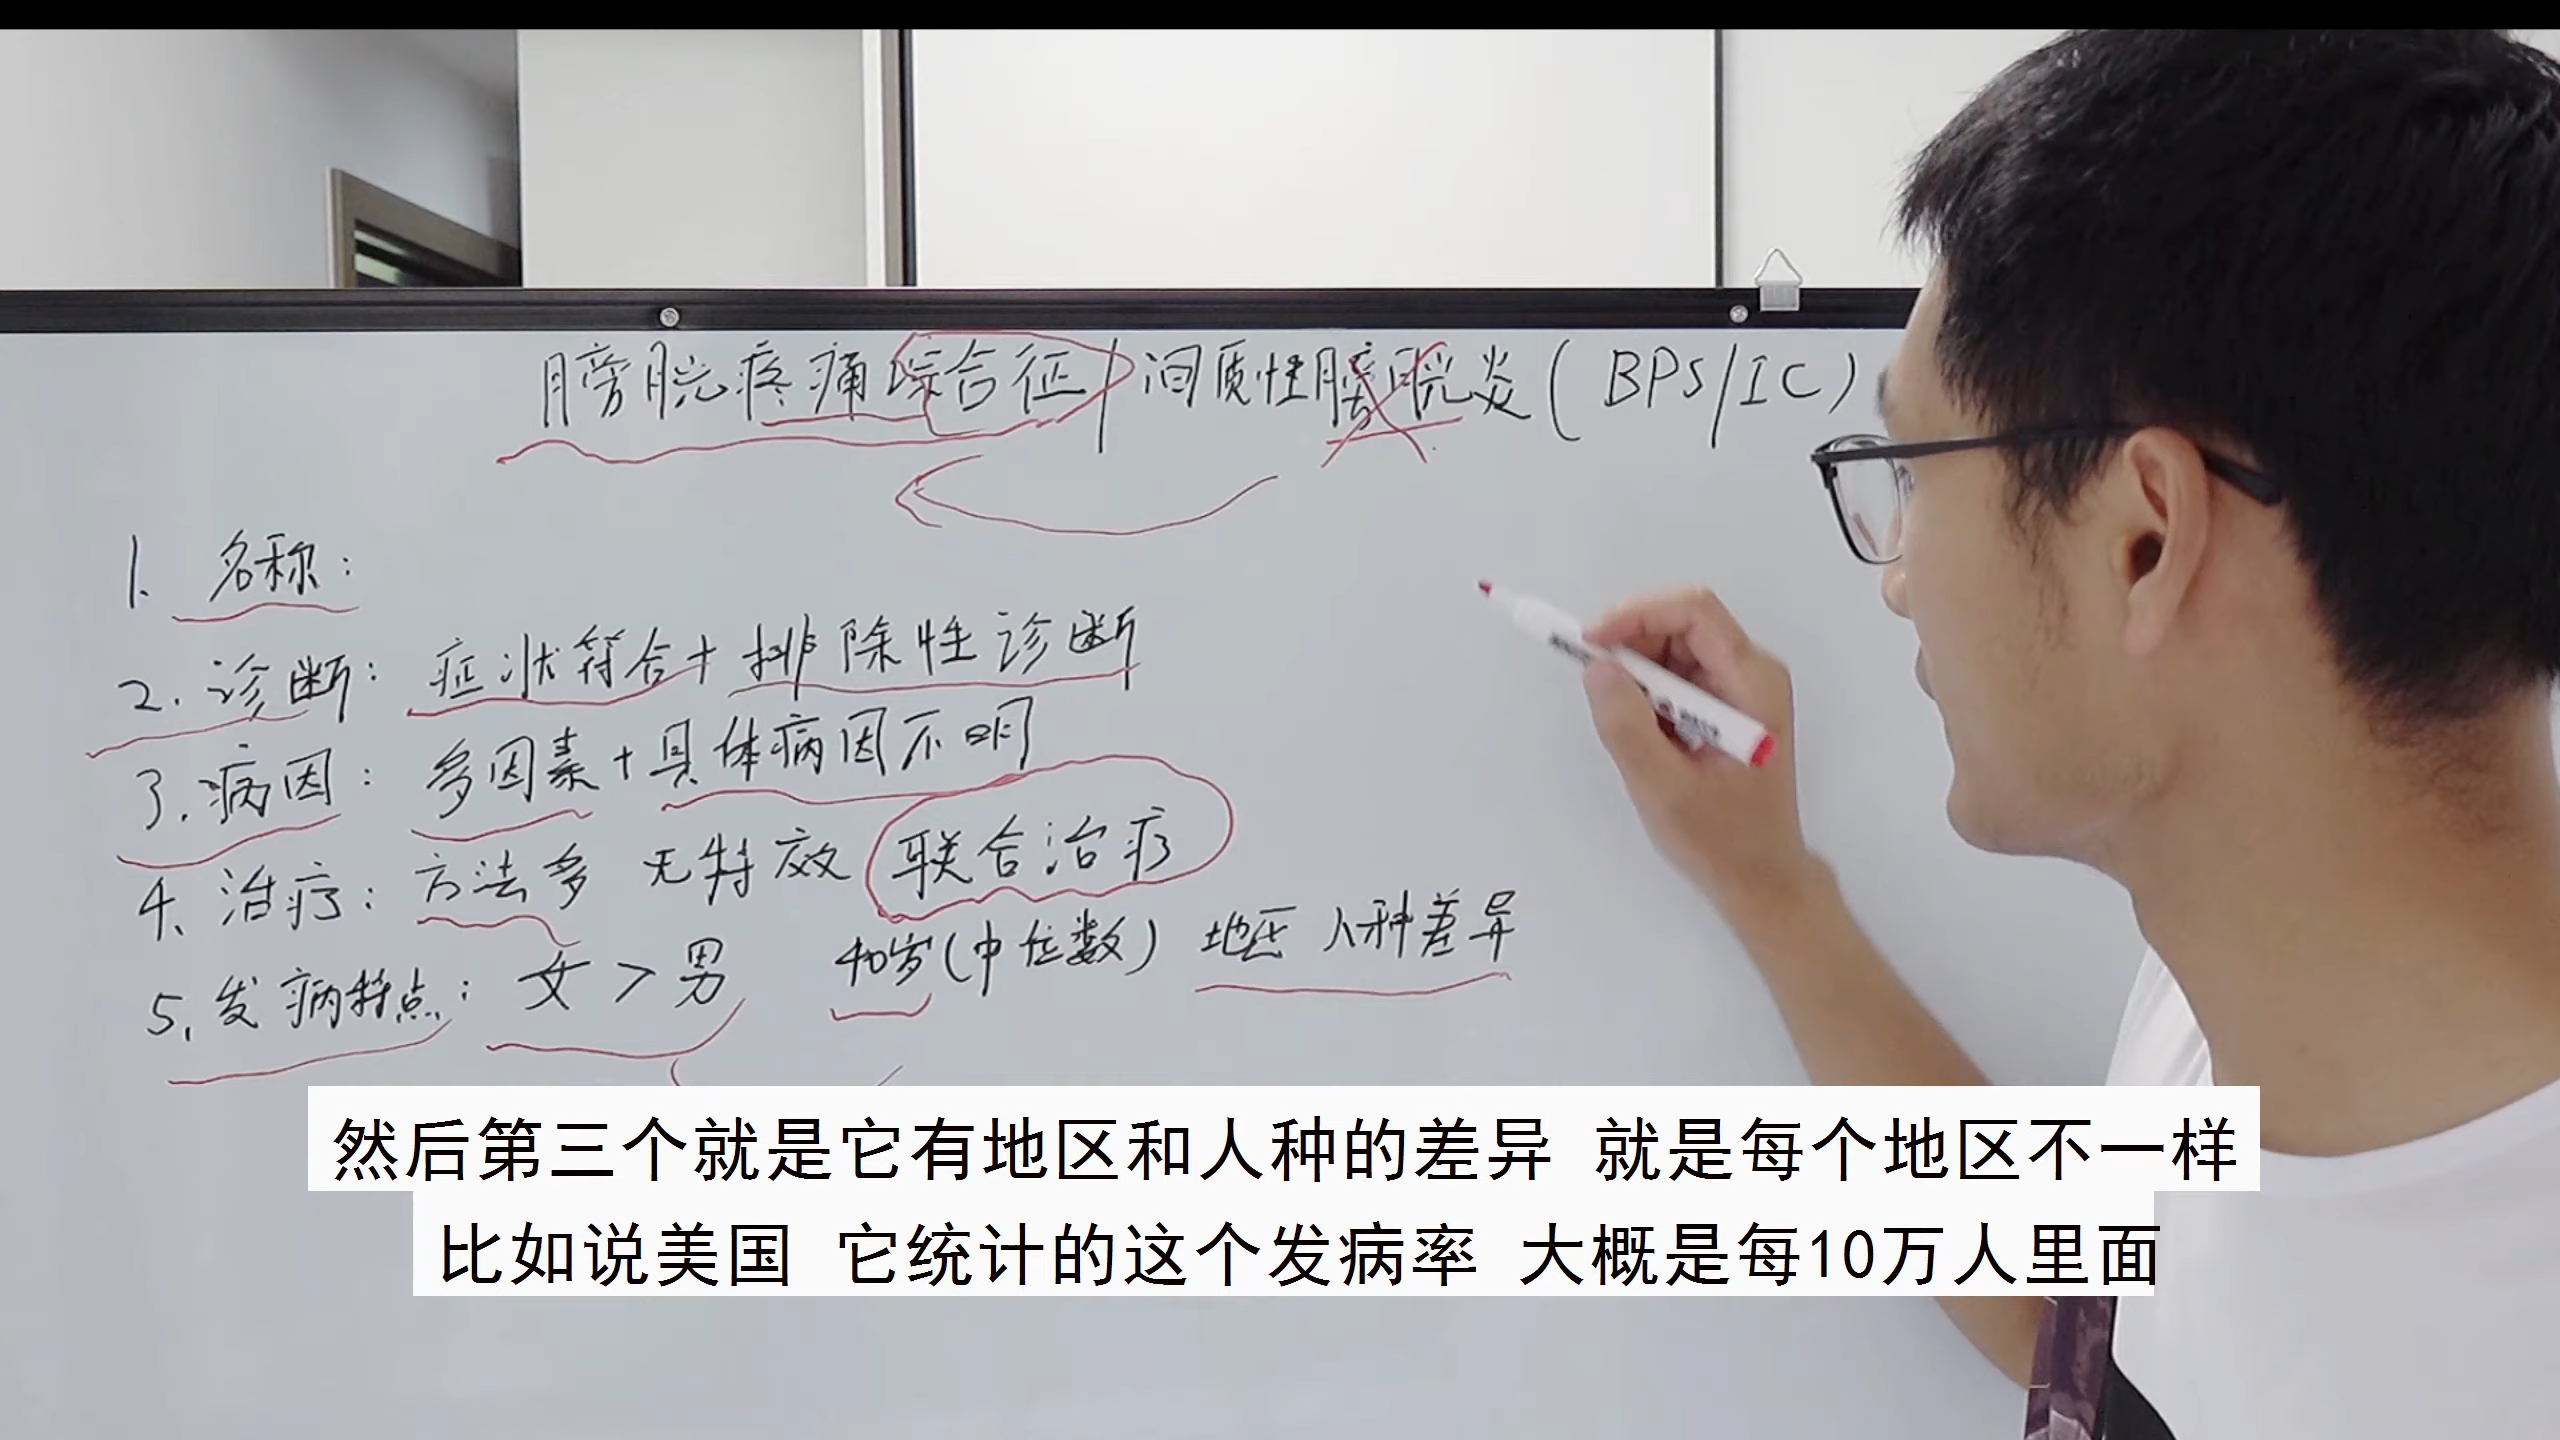 膀胱疼痛综合征/间质性膀胱炎(BPS/IC)
1、名称:
2.诊断:症状符合+排除性诊断
3.病因:多因素+具体病因不明
4、治疗:方法多 无特效 联合治疗
5.发病特点:女>男 40岁(中位数) 地区 人种差异
然后第三个就是它有地区和人种的差异 就是每个地区不一样
比如说美国 它统计的这个发病率 大概是每10万人里面